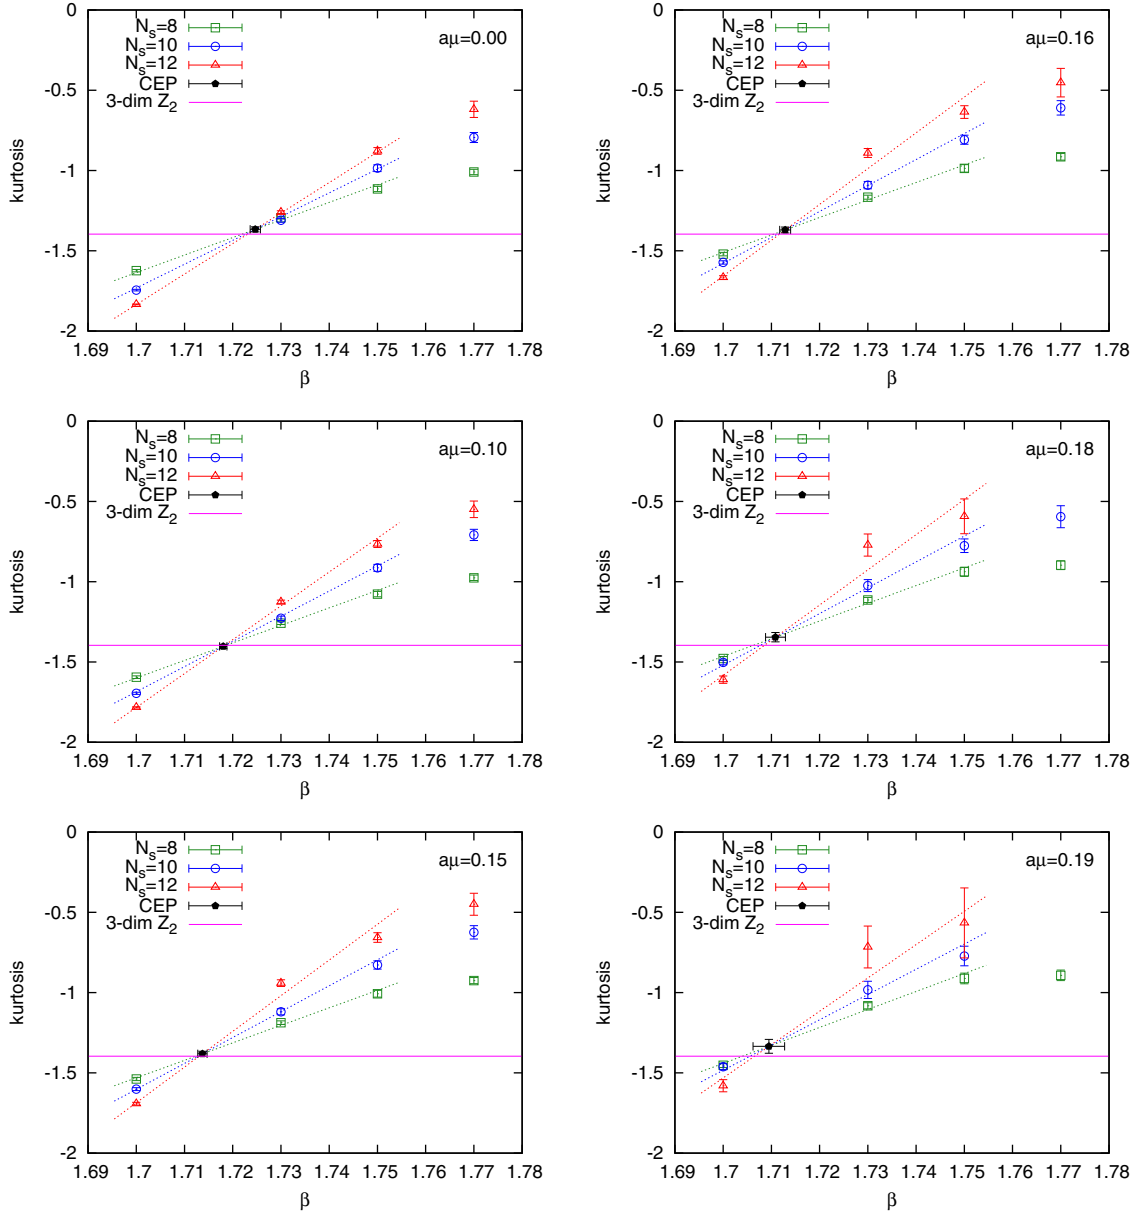 0
-0.5
-1
-1.5
-2
kurtosis
N_s=8
N_s=10
N_s=12
CEP
3-dim Z_2
aμ=0.00
1.69 1.7 1.71 1.72 1.73 1.74 1.75 1.76 1.77 1.78
β
0
-0.5
-1
-1.5
-2
kurtosis
N_s=8
N_s=10
N_s=12
CEP
3-dim Z_2
aμ=0.16
1.69 1.7 1.71 1.72 1.73 1.74 1.75 1.76 1.77 1.78
β
0
-0.5
-1
-1.5
-2
kurtosis
N_s=8
N_s=10
N_s=12
CEP
3-dim Z_2
aμ=0.10
1.69 1.7 1.71 1.72 1.73 1.74 1.75 1.76 1.77 1.78
β
0
-0.5
-1
-1.5
-2
kurtosis
N_s=8
N_s=10
N_s=12
CEP
3-dim Z_2
aμ=0.18
1.69 1.7 1.71 1.72 1.73 1.74 1.75 1.76 1.77 1.78
β
0
-0.5
-1
-1.5
-2
kurtosis
N_s=8
N_s=10
N_s=12
CEP
3-dim Z_2
aμ=0.15
1.69 1.7 1.71 1.72 1.73 1.74 1.75 1.76 1.77 1.78
β
0
-0.5
-1
-1.5
-2
kurtosis
N_s=8
N_s=10
N_s=12
CEP
3-dim Z_2
aμ=0.19
1.69 1.7 1.71 1.72 1.73 1.74 1.75 1.76 1.77 1.78
β